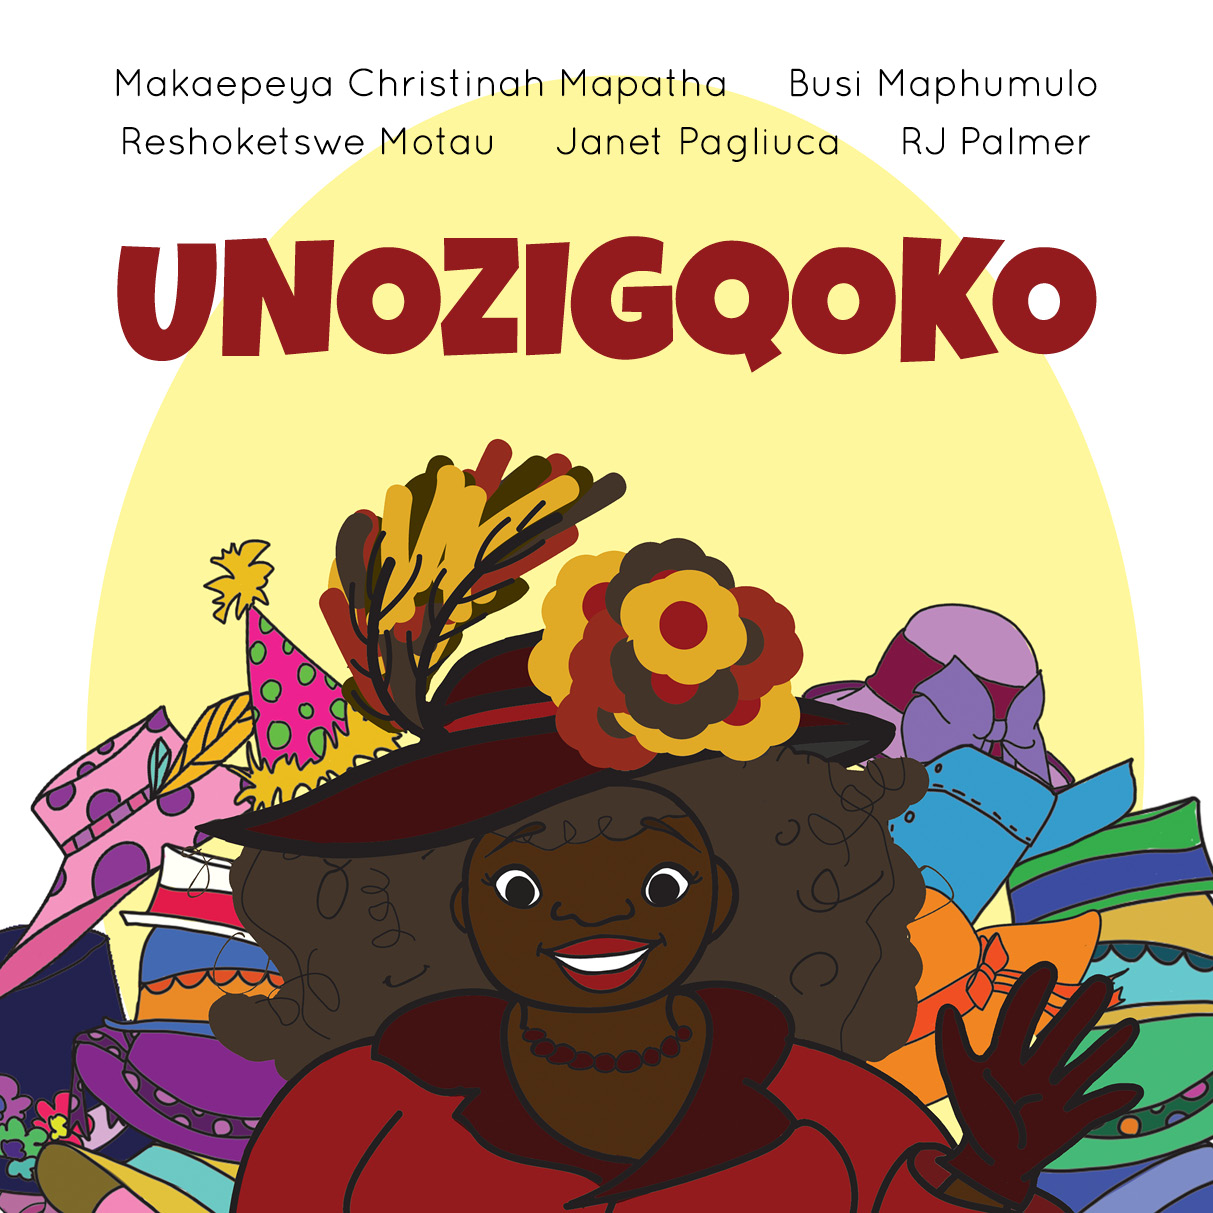 Makaepeya Christinah Mapatha Busi Maphumulo
Reshoketswe Motau Janet Pagliuca RJ Palmer
UNOZIGQOKO